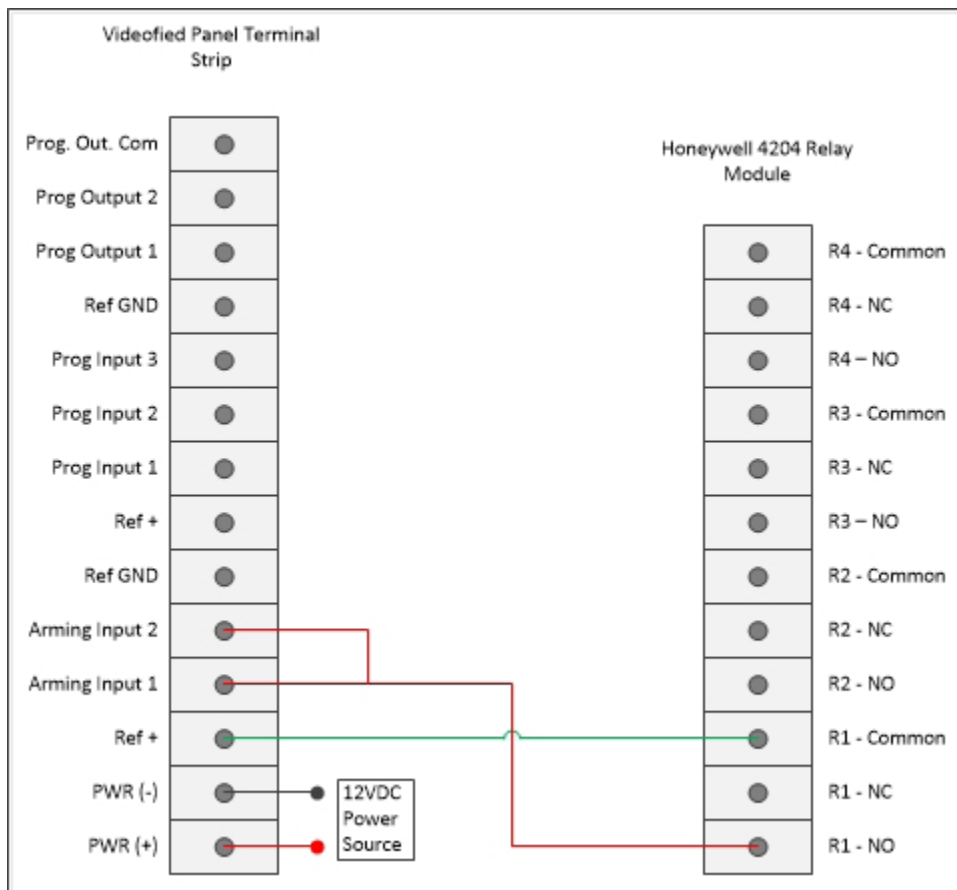 Videofied Panel Terminal
Strip
Prog. Out. Com
Prog Output 2
Prog Output 1
Ref GND
Prog Input 3
Prog Input 2
Prog Input 1
Ref +
Ref GND
Arming Input 2
Arming Input 1
Ref +
PWR (-)
PWR (+)
12VDC
Power
Source
Honeywell 4204 Relay
Module
R4 - Common
R4 - NC
R4 – NO
R3 - Common
R3 - NC
R3 – NO
R2 - Common
R2 - NC
R2 - NO
R1 - Common
R1 - NC
R1 - NO